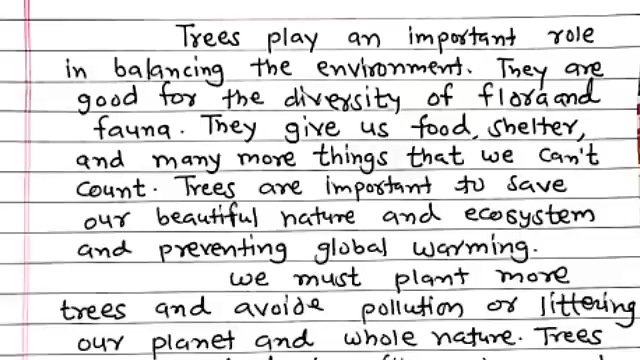 Trees play an important role
in balancing the environment. They are
good for the diversity of flora and
fauna. They give us food, shelter,
and many more things that we can't
count. Trees are important to save
our beautiful nature and ecosystem
and preventing global warming.
we must plant more
trees and avoide pollution or littering
our planet and whole nature. Trees